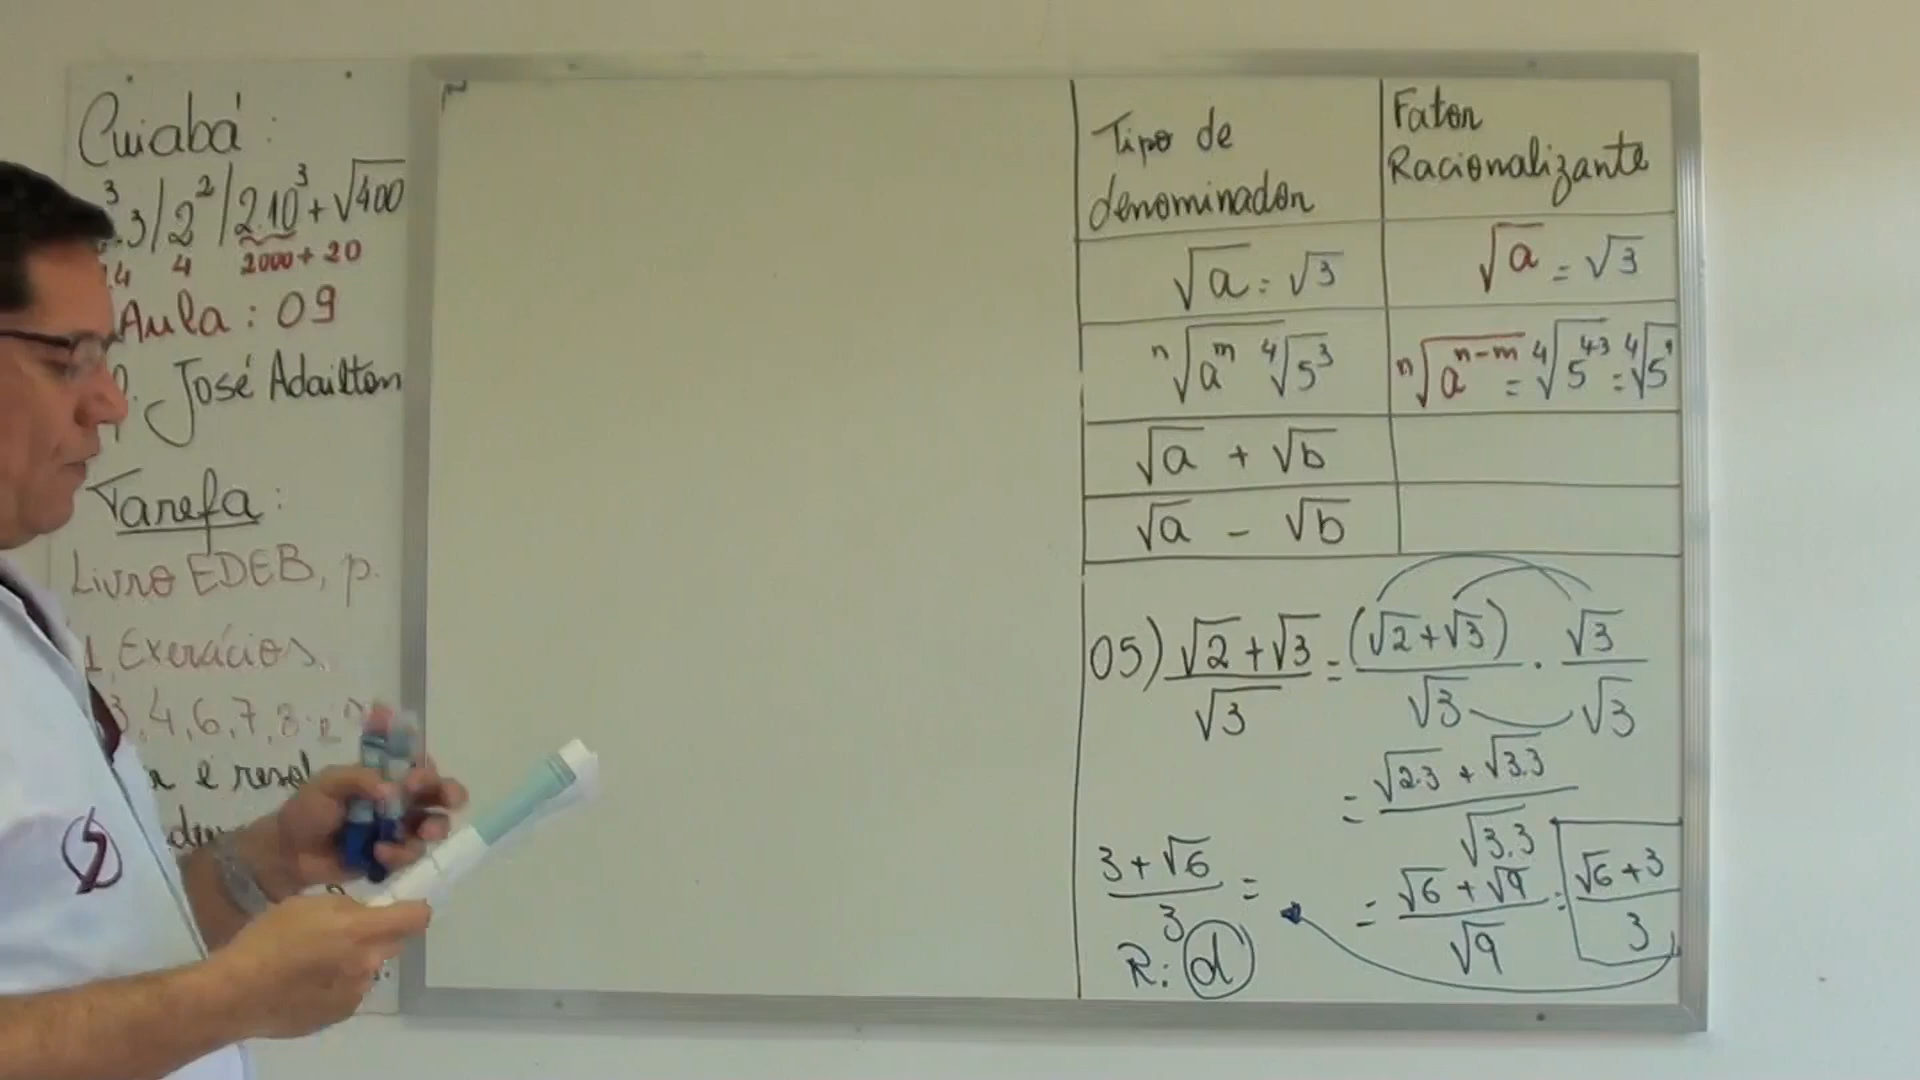 Cuiabá:
³.3/2²/2.10³+√400
4 4 2000+20
Aula: 09
José Adailton
Tarefa:
Livro EDEB, p.
Exercícios.
3,4,6,7,8
Tipo de denominador
Fator Racionalizante
√a = √3
√a = √3
ⁿ√aᵐ ⁴√5³
ⁿ√aⁿ⁻ᵐ = ⁴√5⁴⁻³ = ⁴√5¹
√a + √b
√a - √b
05) (√2+√3)/√3 = (√2+√3)/√3 . √3/√3
= (√2.3 + √3.3)/√3.3
= (√6 + √9)/√9 = (√6+3)/3
(3+√6)/3 =
R: d